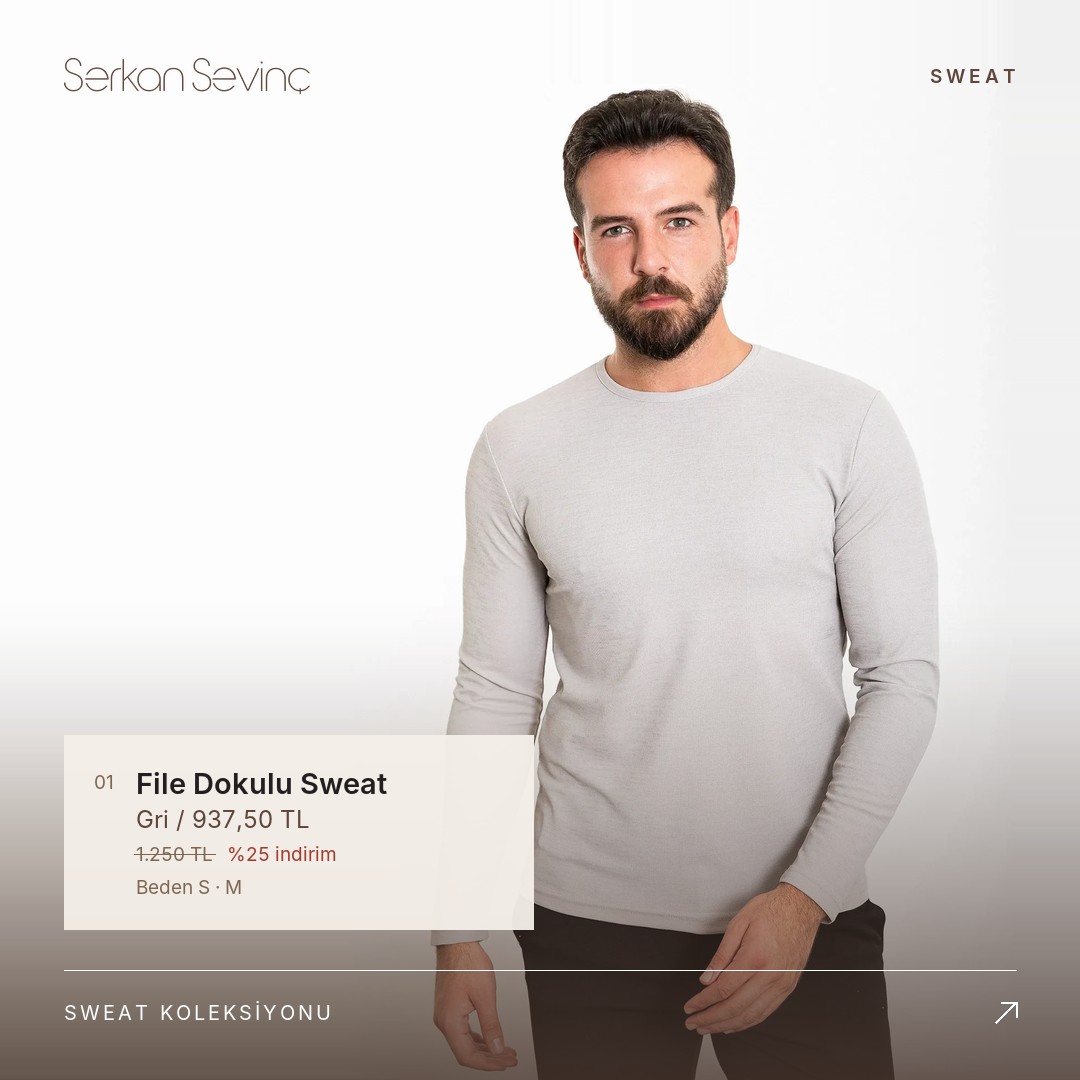 Serkan Sevinç
SWEAT
01 File Dokulu Sweat
Gri / 937,50 TL
1.250 TL %25 indirim
Beden S · M
SWEAT KOLEKSİYONU